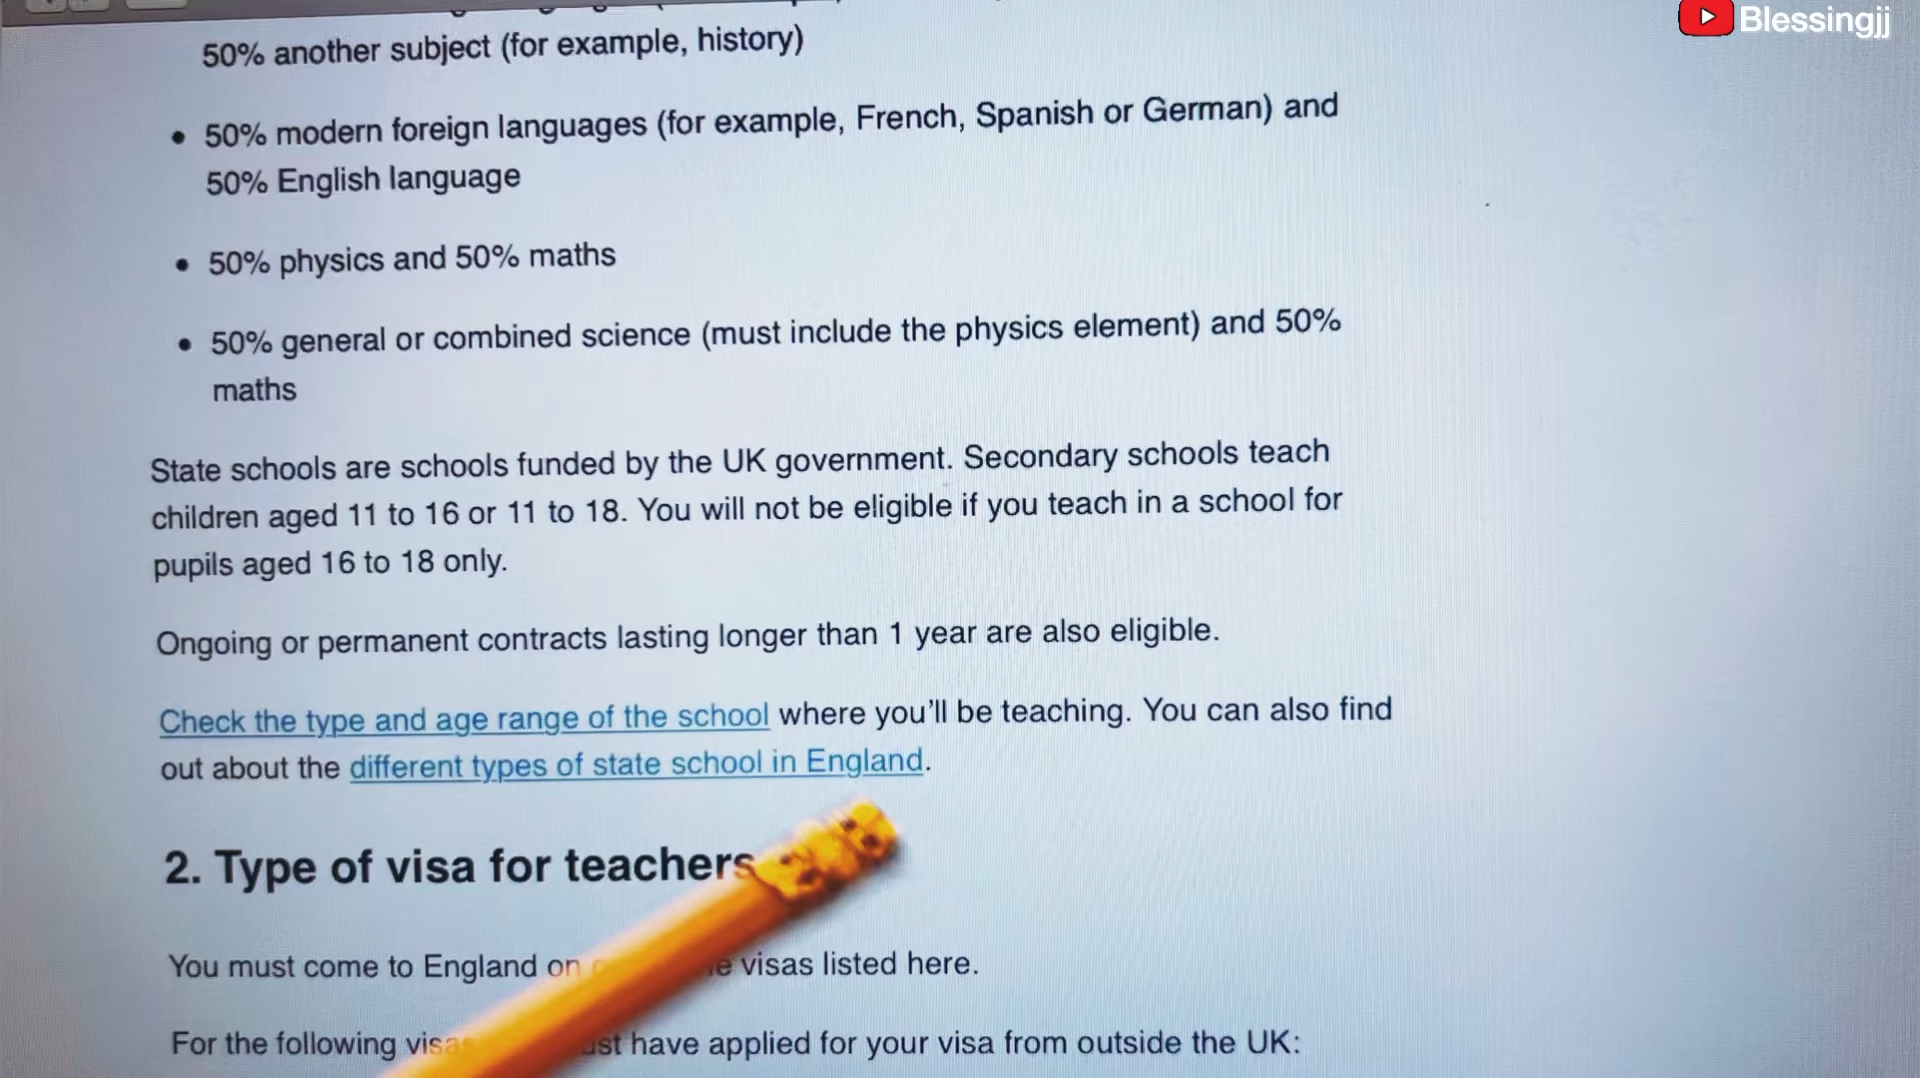 Blessingjj
50% another subject (for example, history)
• 50% modern foreign languages (for example, French, Spanish or German) and
50% English language
• 50% physics and 50% maths
• 50% general or combined science (must include the physics element) and 50%
maths
State schools are schools funded by the UK government. Secondary schools teach
children aged 11 to 16 or 11 to 18. You will not be eligible if you teach in a school for
pupils aged 16 to 18 only.
Ongoing or permanent contracts lasting longer than 1 year are also eligible.
Check the type and age range of the school where you'll be teaching. You can also find
out about the different types of state school in England.
2. Type of visa for teachers
You must come to England on visas listed here.
For the following have applied for your visa from outside the UK: